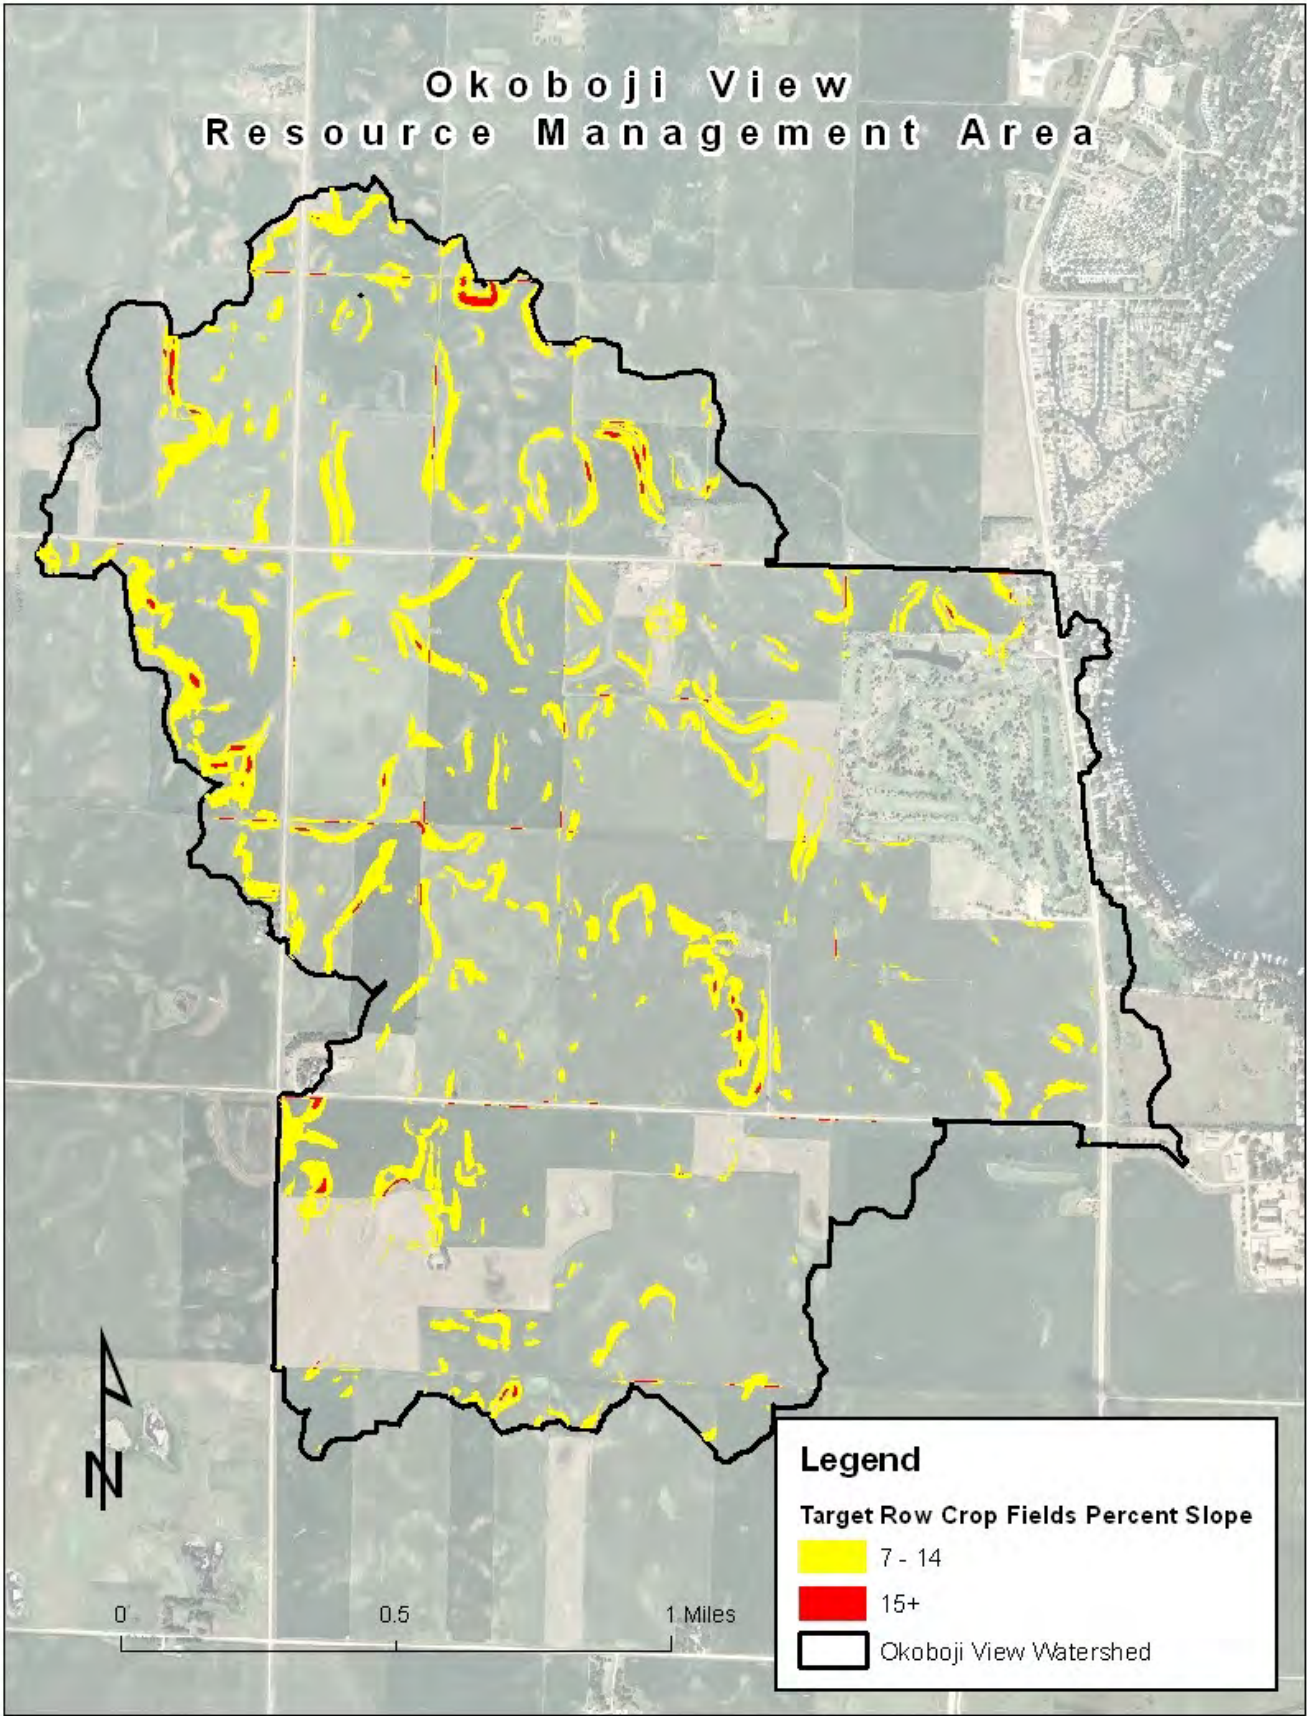 Okoboji View
Resource Management Area
N
0 0.5 1 Miles
Legend
Target Row Crop Fields Percent Slope
7 - 14
15+
Okoboji View Watershed